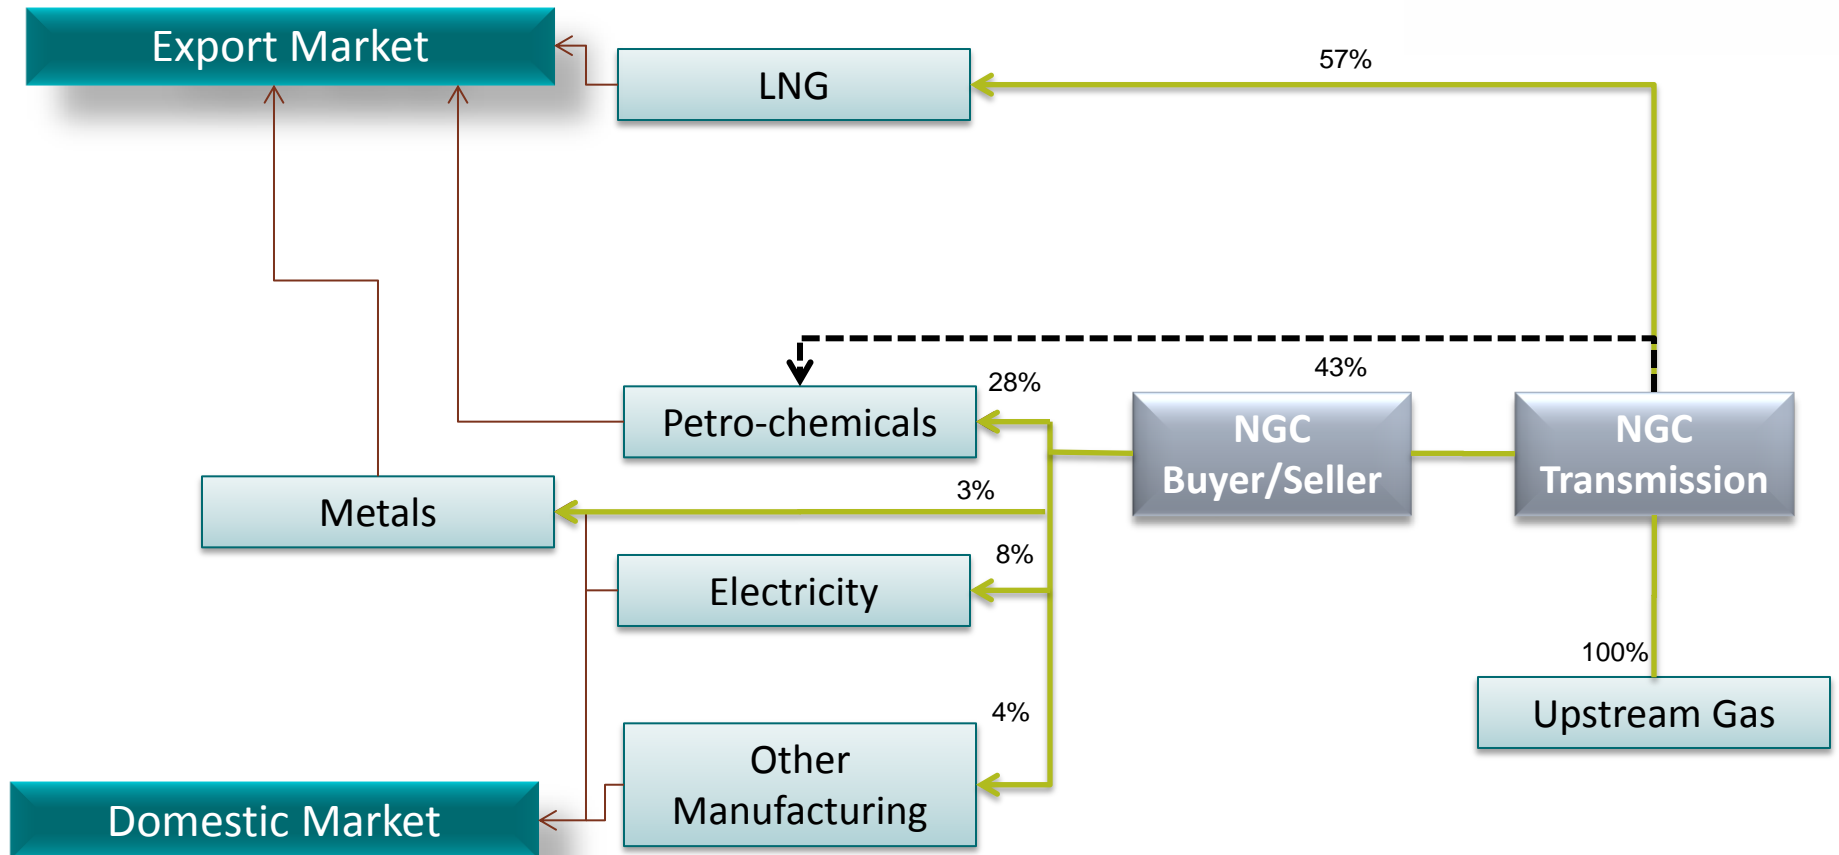 Export Market
57%
LNG
43%
28%
Petro-chemicals
NGC
Buyer/Seller
NGC
Transmission
3%
Metals
8%
Electricity
100%
4%
Upstream Gas
Other
Manufacturing
Domestic Market